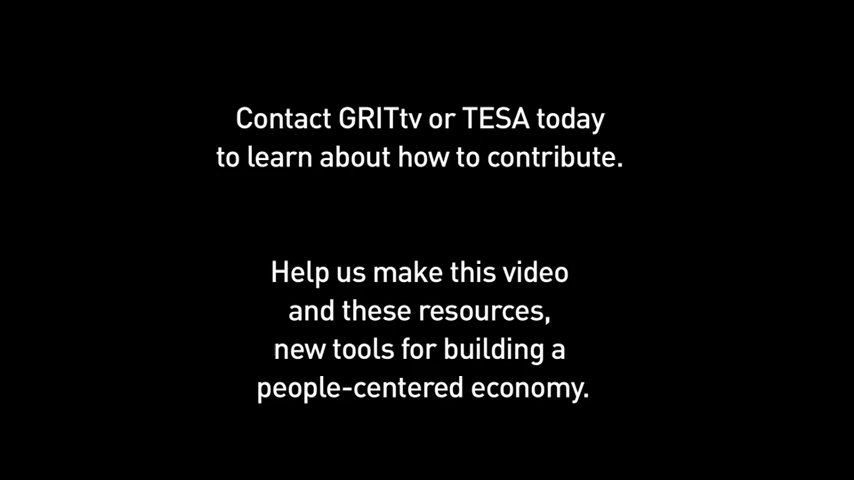 Contact GRITtv or TESA today
to learn about how to contribute.
Help us make this video
and these resources,
new tools for building a
people-centered economy.